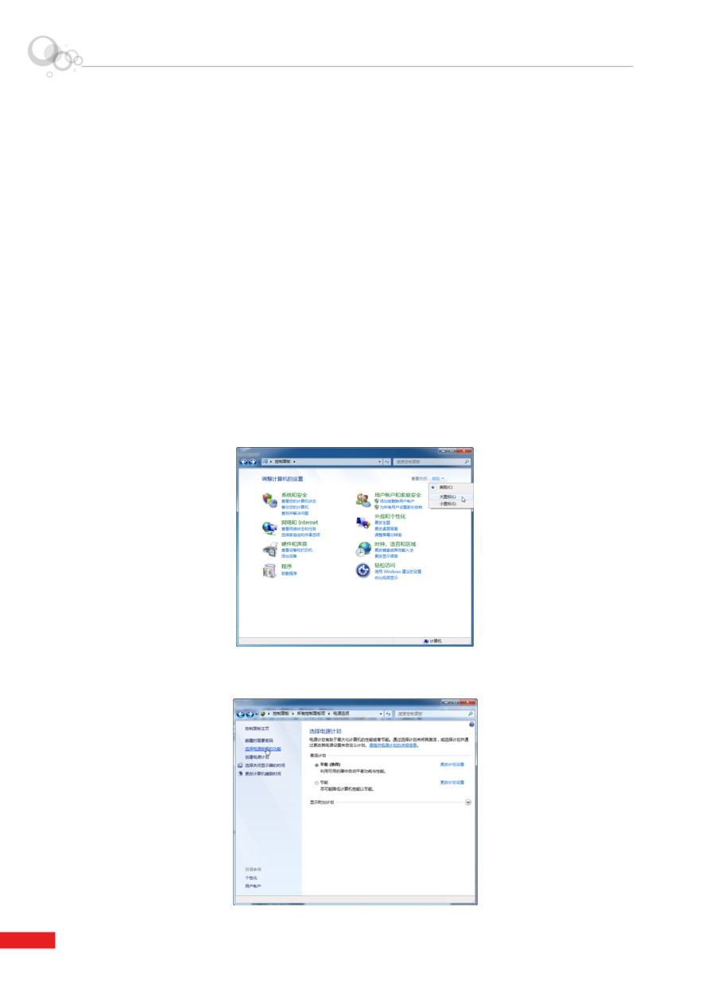 控制面板
搜索控制面板
调整计算机的设置
查看方式:
类别
类别(C)
大图标(L)
小图标(S)
系统和安全
查看您的计算机状态
备份您的计算机
查找并解决问题
网络和 Internet
查看网络状态和任务
选择家庭组和共享选项
硬件和声音
查看设备和打印机
添加设备
程序
卸载程序
用户帐户和家庭安全
添加或删除用户帐户
为所有用户设置家长控制
外观和个性化
更改主题
更改桌面背景
调整屏幕分辨率
时钟、语言和区域
更改键盘或其他输入法
更改显示语言
轻松访问
使用 Windows 建议的设置
优化视频显示
计算机
控制面板 所有控制面板项 电源选项
搜索控制面板
控制面板主页
唤醒时需要密码
选择电源按钮的功能
创建电源计划
选择关闭显示器的时间
更改计算机睡眠时间
另请参阅
个性化
用户帐户
选择电源计划
电源计划有助于最大化计算机的性能或者节能。通过选择计划来将其激活，或选择计划并通
过更改其电源设置来自定义计划。请提供电源计划的详细信息。
首选计划
平衡 (推荐) 更改计划设置
利用可用的硬件自动平衡功耗与性能。
节能 更改计划设置
尽可能降低计算机性能以节能。
显示附加计划